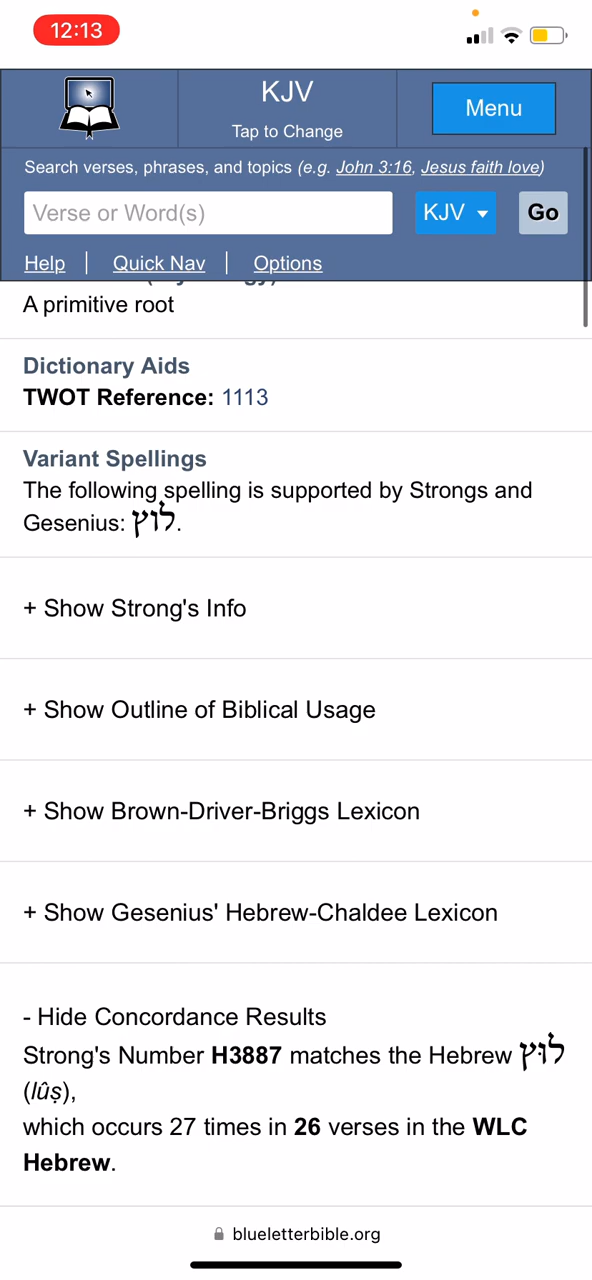 12:13
KJV
Tap to Change
Menu
Search verses, phrases, and topics (e.g. John 3:16, Jesus faith love)
Verse or Word(s)
KJV
Go
Help | Quick Nav | Options
A primitive root
Dictionary Aids
TWOT Reference: 1113
Variant Spellings
The following spelling is supported by Strongs and
Gesenius: לוץ.
+ Show Strong's Info
+ Show Outline of Biblical Usage
+ Show Brown-Driver-Briggs Lexicon
+ Show Gesenius' Hebrew-Chaldee Lexicon
- Hide Concordance Results
Strong's Number H3887 matches the Hebrew לוּץ
(lûṣ),
which occurs 27 times in 26 verses in the WLC
Hebrew.
blueletterbible.org